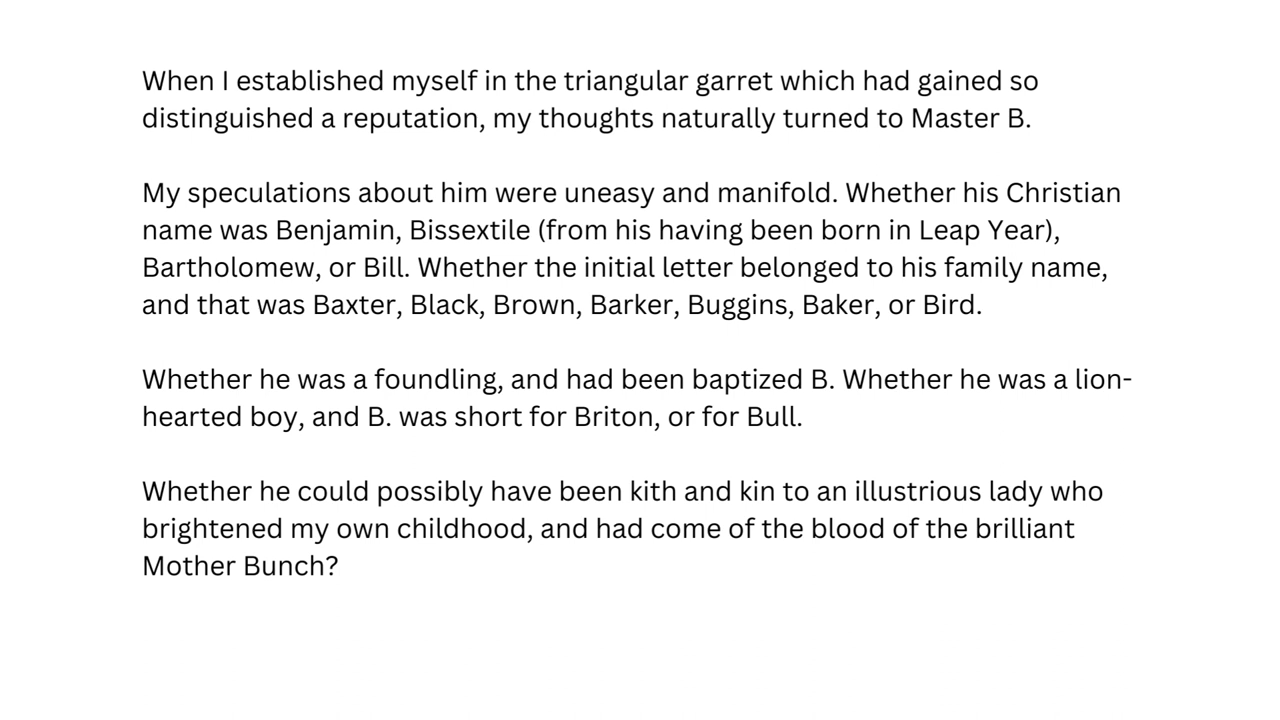 When I established myself in the triangular garret which had gained so
distinguished a reputation, my thoughts naturally turned to Master B.
My speculations about him were uneasy and manifold. Whether his Christian
name was Benjamin, Bissextile (from his having been born in Leap Year),
Bartholomew, or Bill. Whether the initial letter belonged to his family name,
and that was Baxter, Black, Brown, Barker, Buggins, Baker, or Bird.
Whether he was a foundling, and had been baptized B. Whether he was a lion-
hearted boy, and B. was short for Briton, or for Bull.
Whether he could possibly have been kith and kin to an illustrious lady who
brightened my own childhood, and had come of the blood of the brilliant
Mother Bunch?